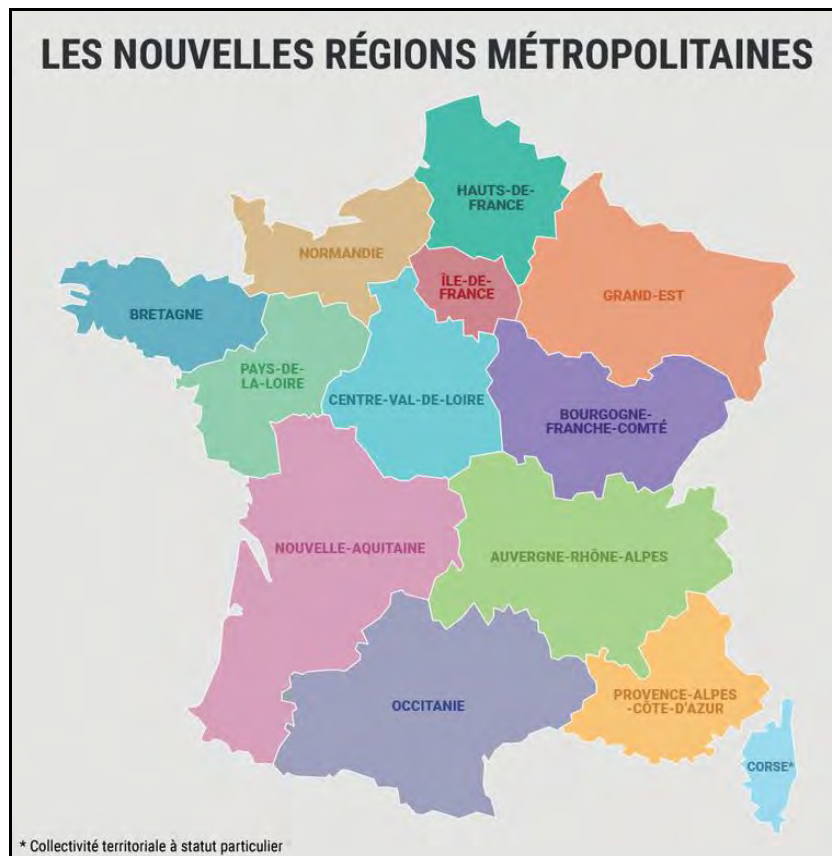 LES NOUVELLES RÉGIONS MÉTROPOLITAINES
HAUTS-DE-
FRANCE
NORMANDIE
ÎLE-DE-
FRANCE
GRAND-EST
BRETAGNE
PAYS-DE-
LA-LOIRE
CENTRE-VAL-DE-LOIRE
BOURGOGNE-
FRANCHE-COMTÉ
NOUVELLE-AQUITAINE
AUVERGNE-RHÔNE-ALPES
OCCITANIE
PROVENCE-ALPES
-CÔTE-D'AZUR
CORSE*
* Collectivité territoriale à statut particulier